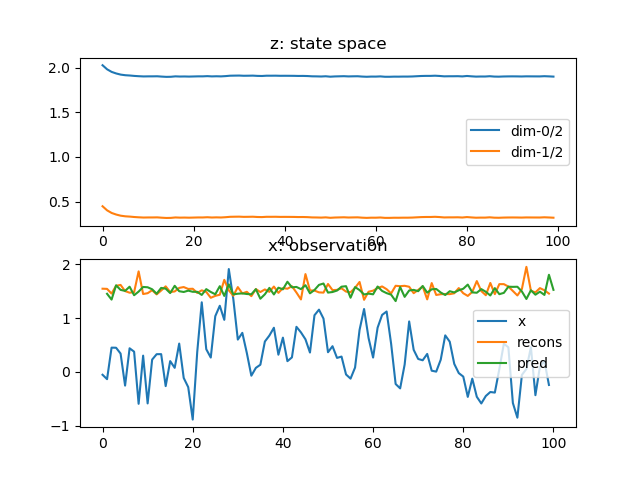 z: state space
2.0
1.5
1.0
0.5
dim-0/2
dim-1/2
0 20 40 60 80 100
x: observation
2
1
0
−1
x
recons
pred
0 20 40 60 80 100